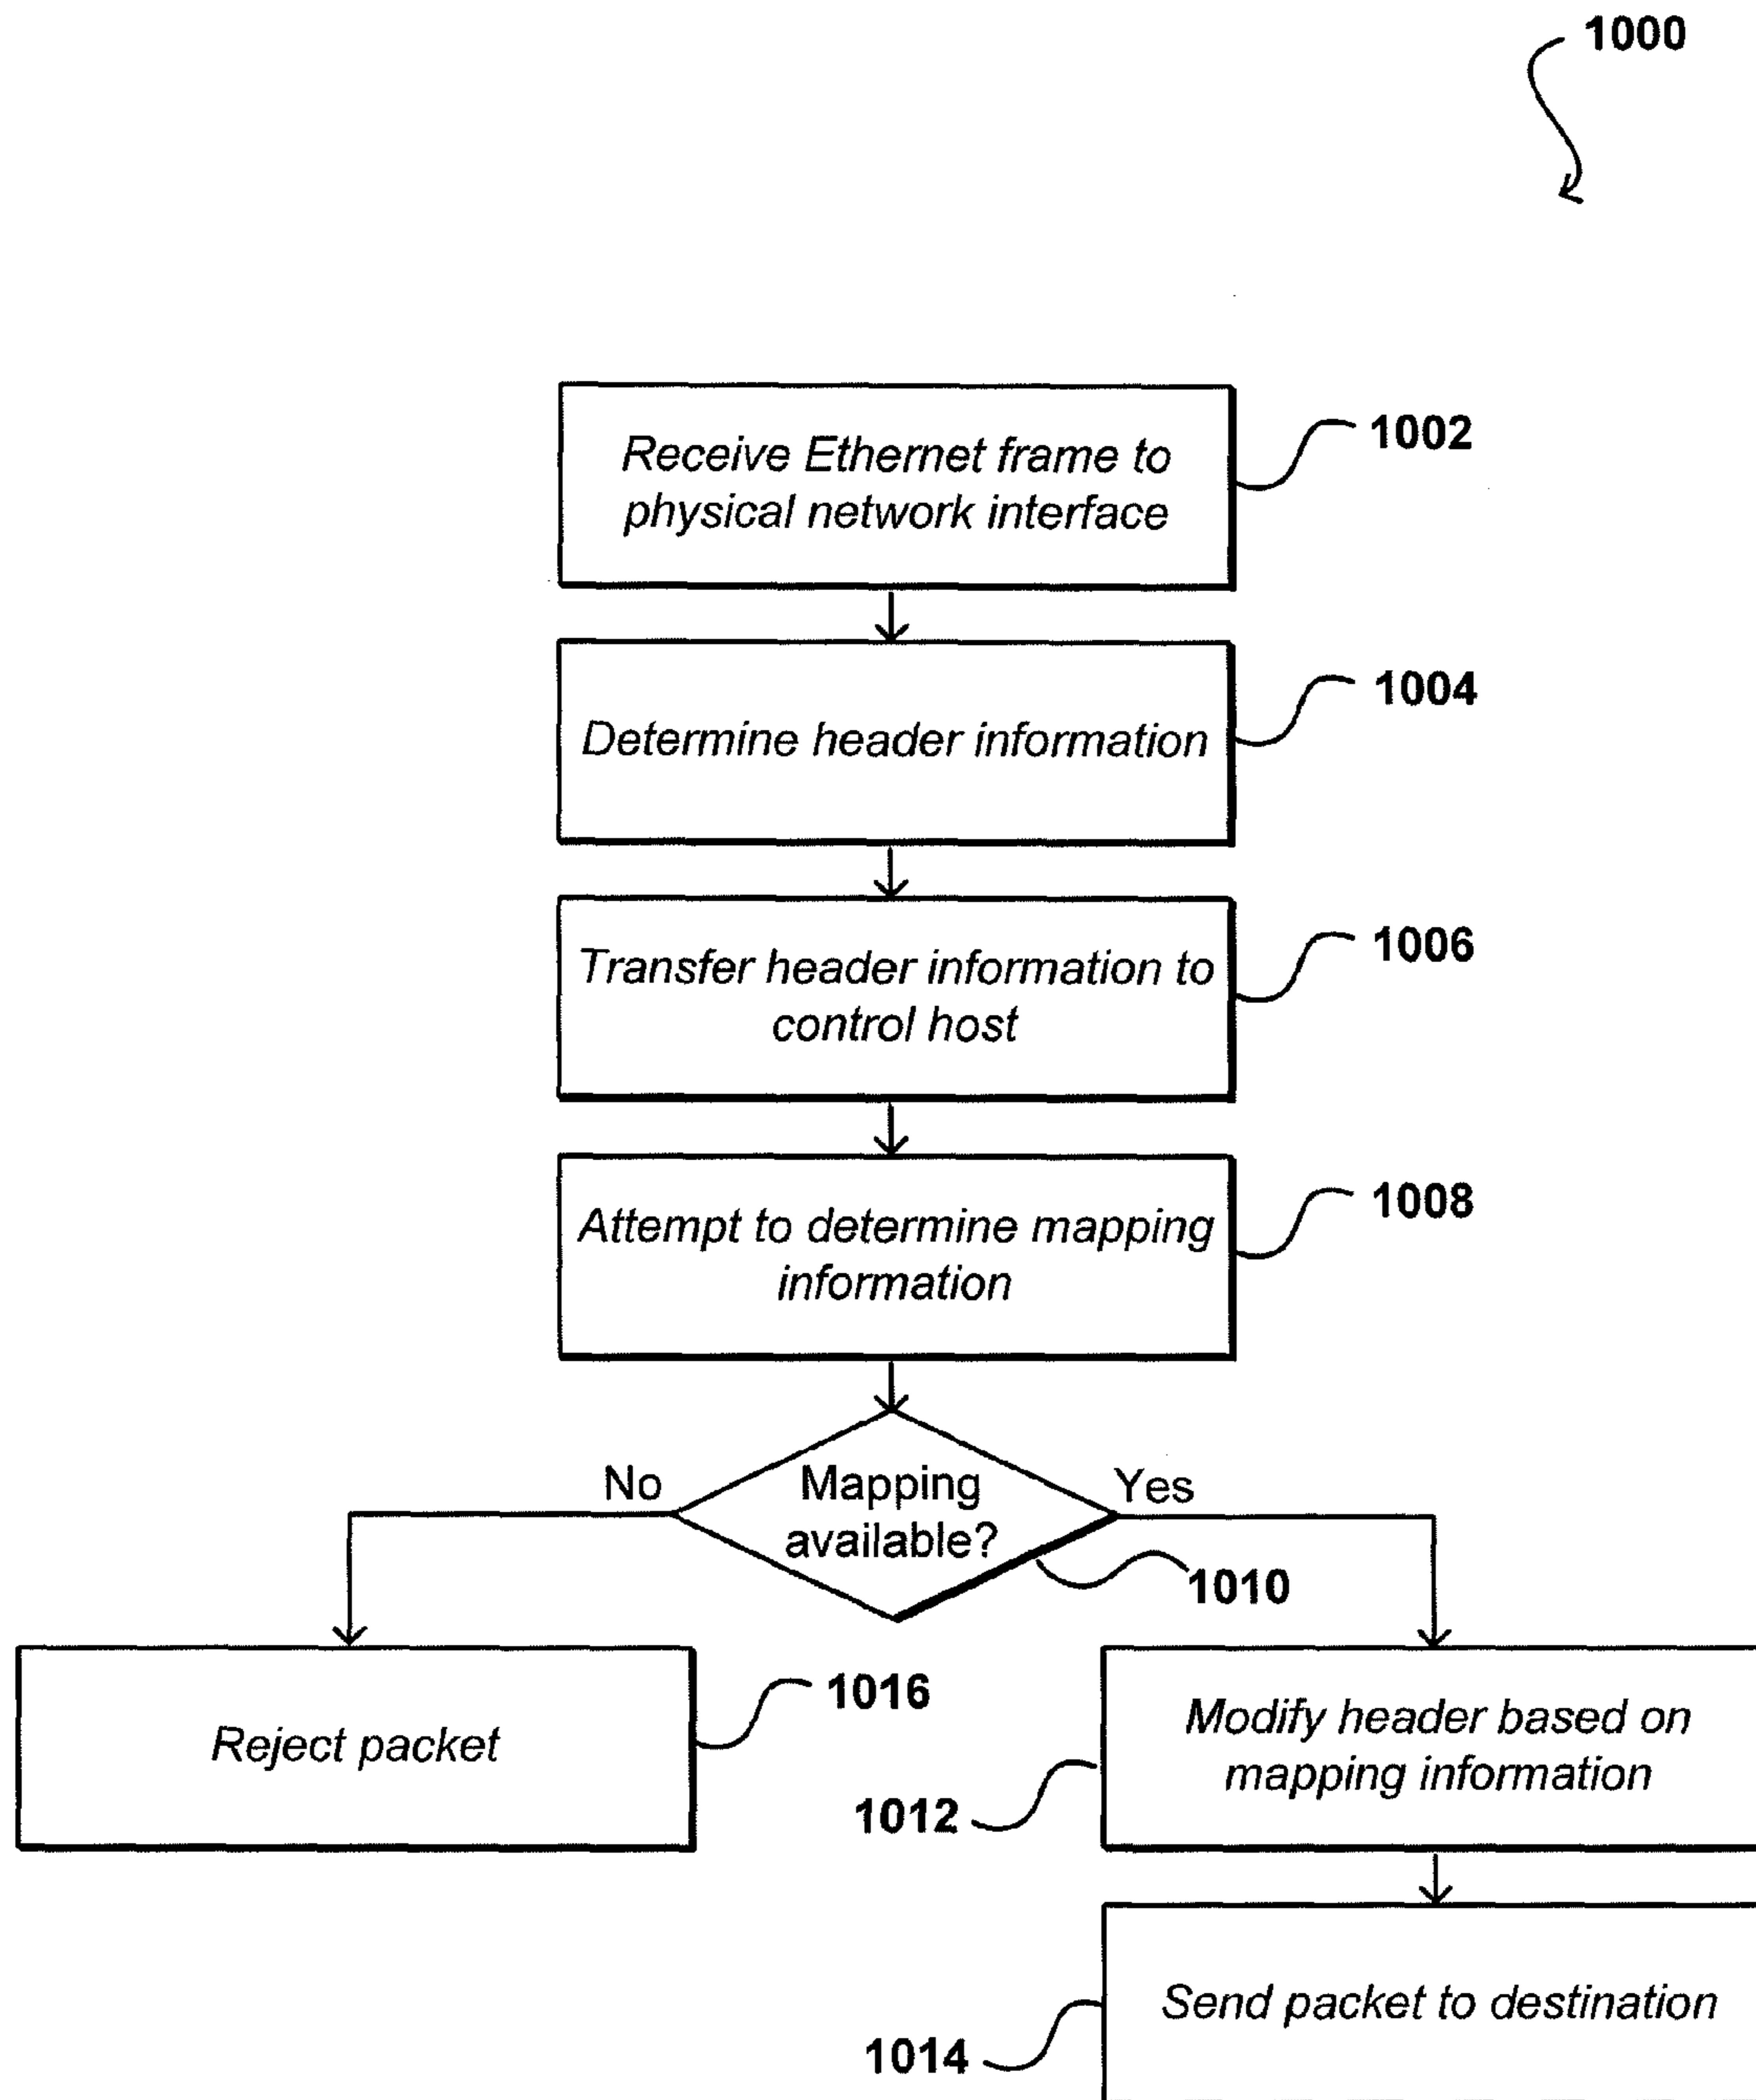 1000
Receive Ethernet frame to
physical network interface
1002
Determine header information
1004
Transfer header information to
control host
1006
Attempt to determine mapping
information
1008
No
Mapping
available?
Yes
1010
Reject packet
1016
Modify header based on
mapping information
1012
Send packet to destination
1014